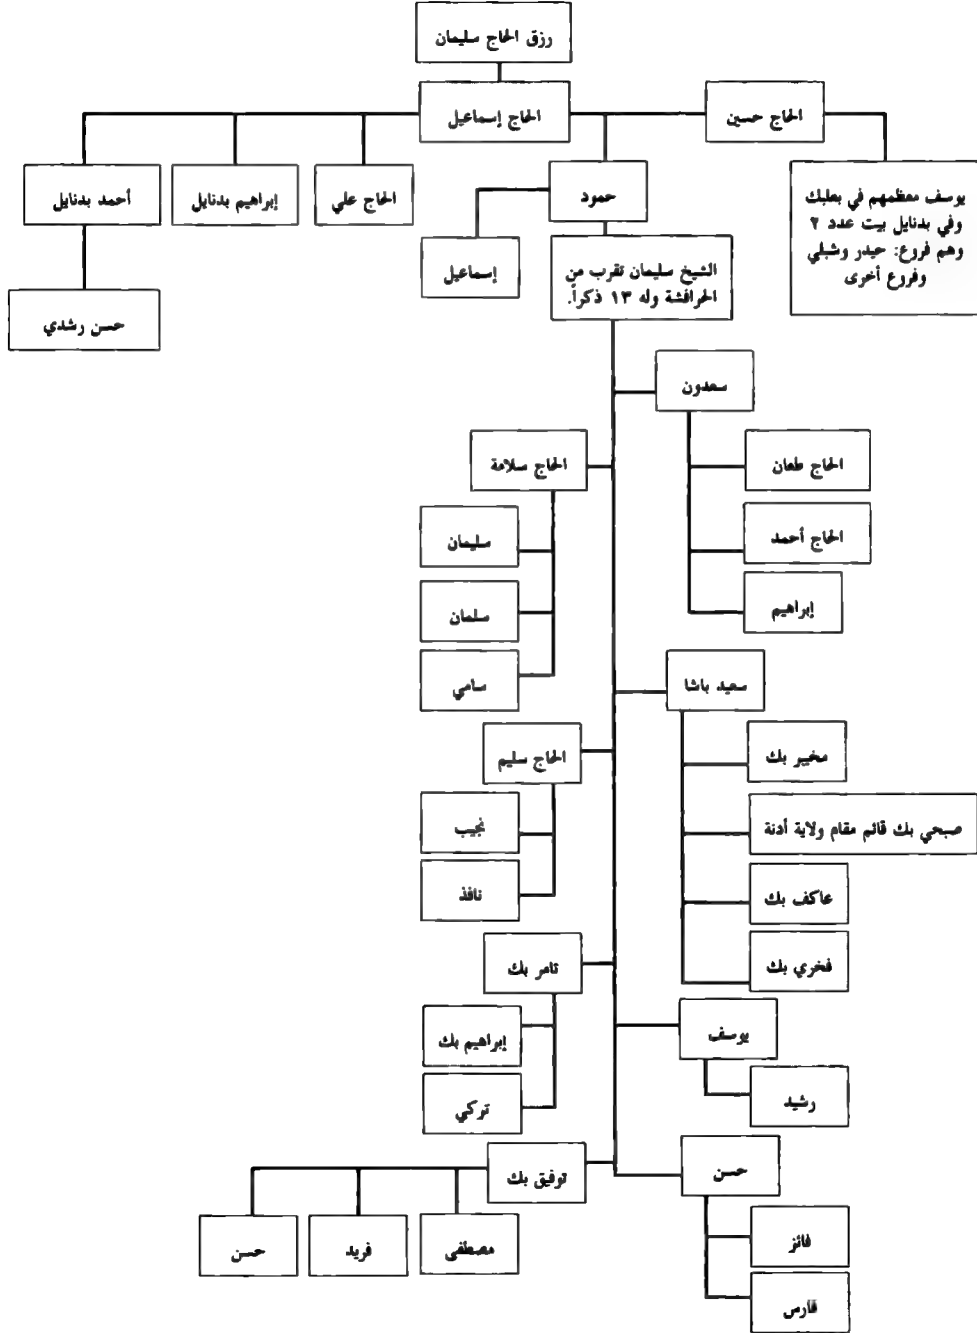 رزق الحاج سليمان
الحاج حسين
الحاج إسماعيل
يوسف معظمهم في بعلبك
وفي بدنايل بيت عدد ٢
وهم فروع: حيدر وشبلي
وفروع أخرى
حمود
الحاج علي
إبراهيم بدنايل
أحمد بدنايل
إسماعيل
حسن رشدي
الشيخ سليمان تقرب من
الحرافشة وله ١٣ ذكراً.
سعدون
الحاج طعان
الحاج أحمد
إبراهيم
الحاج سلامة
سليمان
سلمان
سامي
سعيد باشا
مخيبر بك
صبحي بك قائم مقام ولاية أدنة
عاكف بك
فخري بك
الحاج سليم
نجيب
نافذ
تامر بك
إبراهيم بك
تركي
يوسف
رشيد
حسن
فائز
فارس
توفيق بك
مصطفى
فريد
حسن